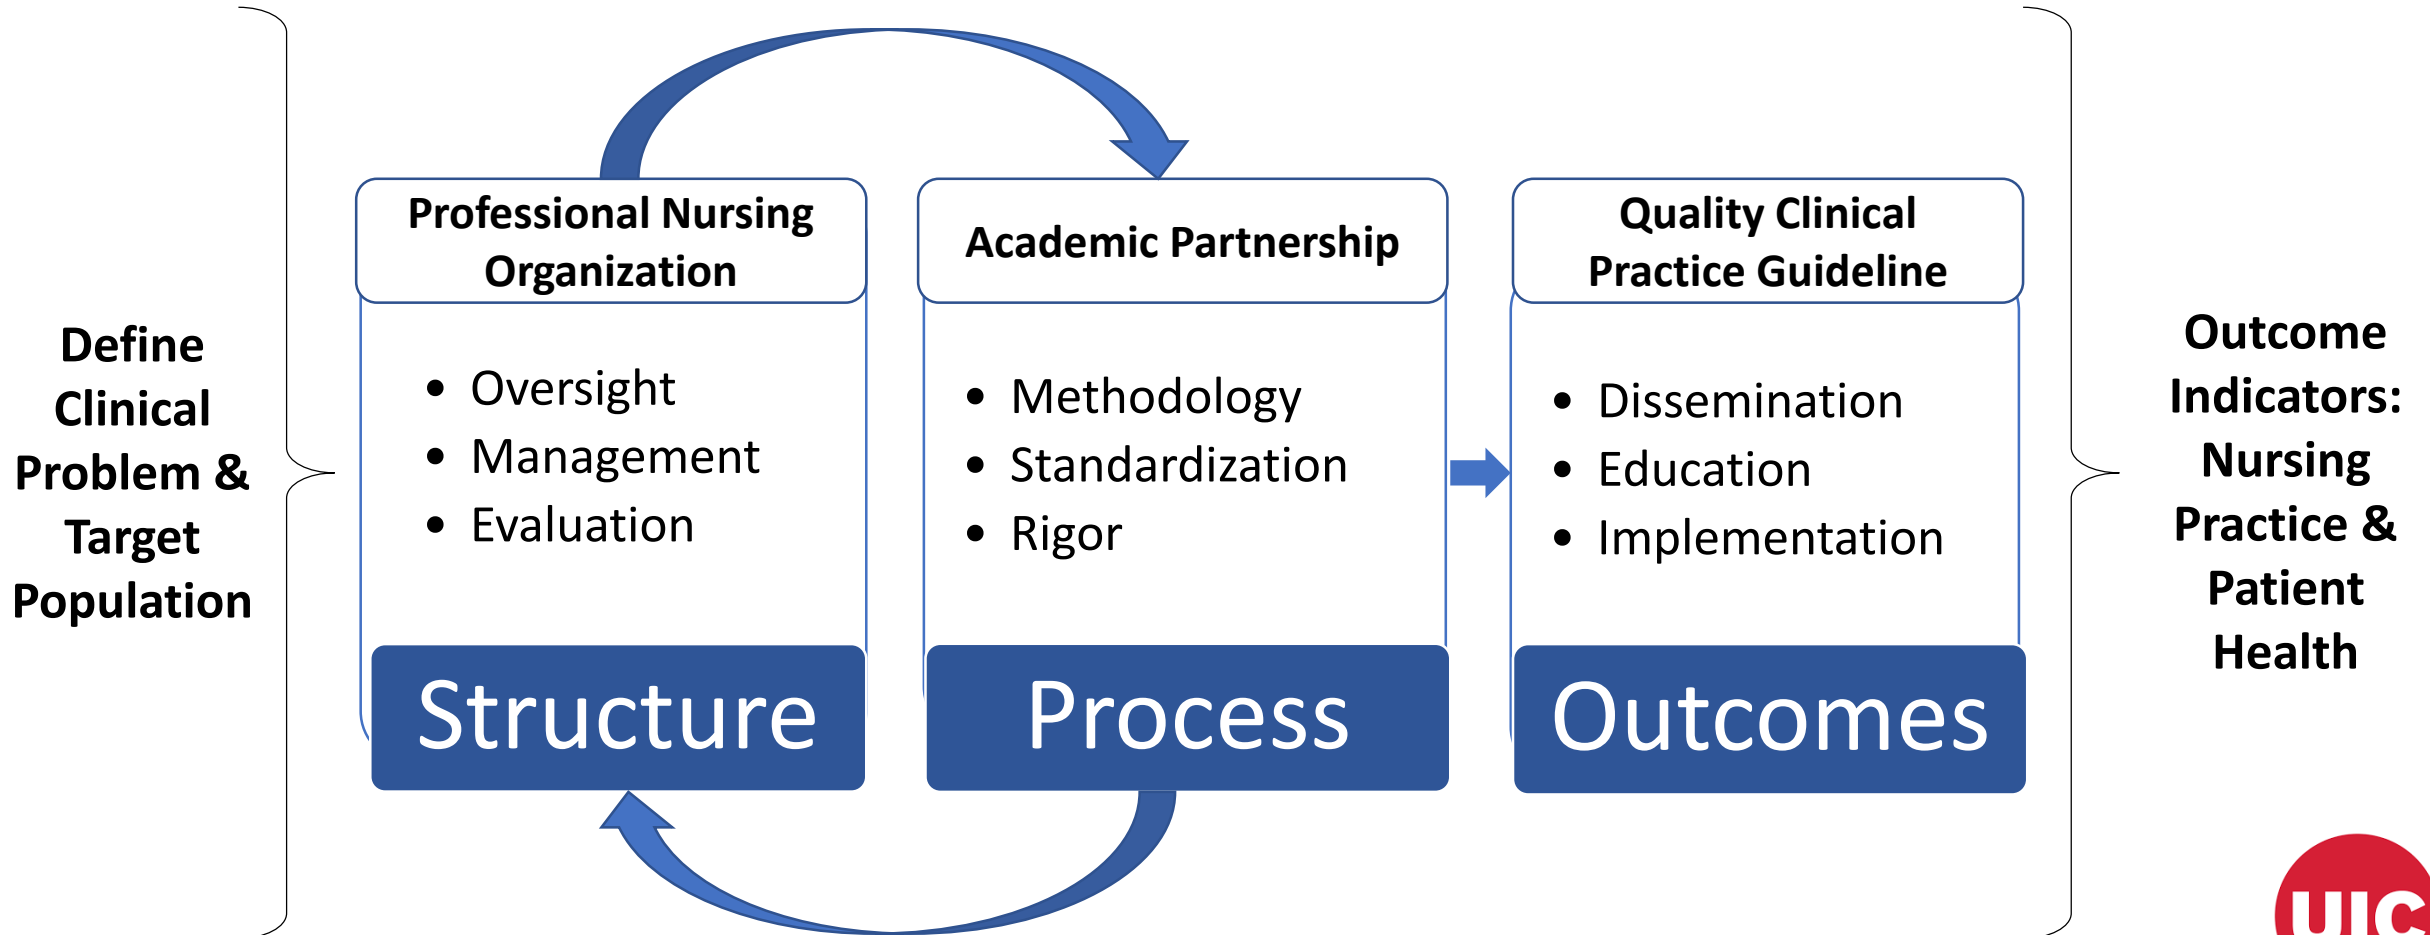 Define
Clinical
Problem &
Target
Population
Professional Nursing
Organization
• Oversight
• Management
• Evaluation
Structure
Academic Partnership
• Methodology
• Standardization
• Rigor
Process
Quality Clinical
Practice Guideline
• Dissemination
• Education
• Implementation
Outcomes
Outcome
Indicators:
Nursing
Practice &
Patient
Health
UIC